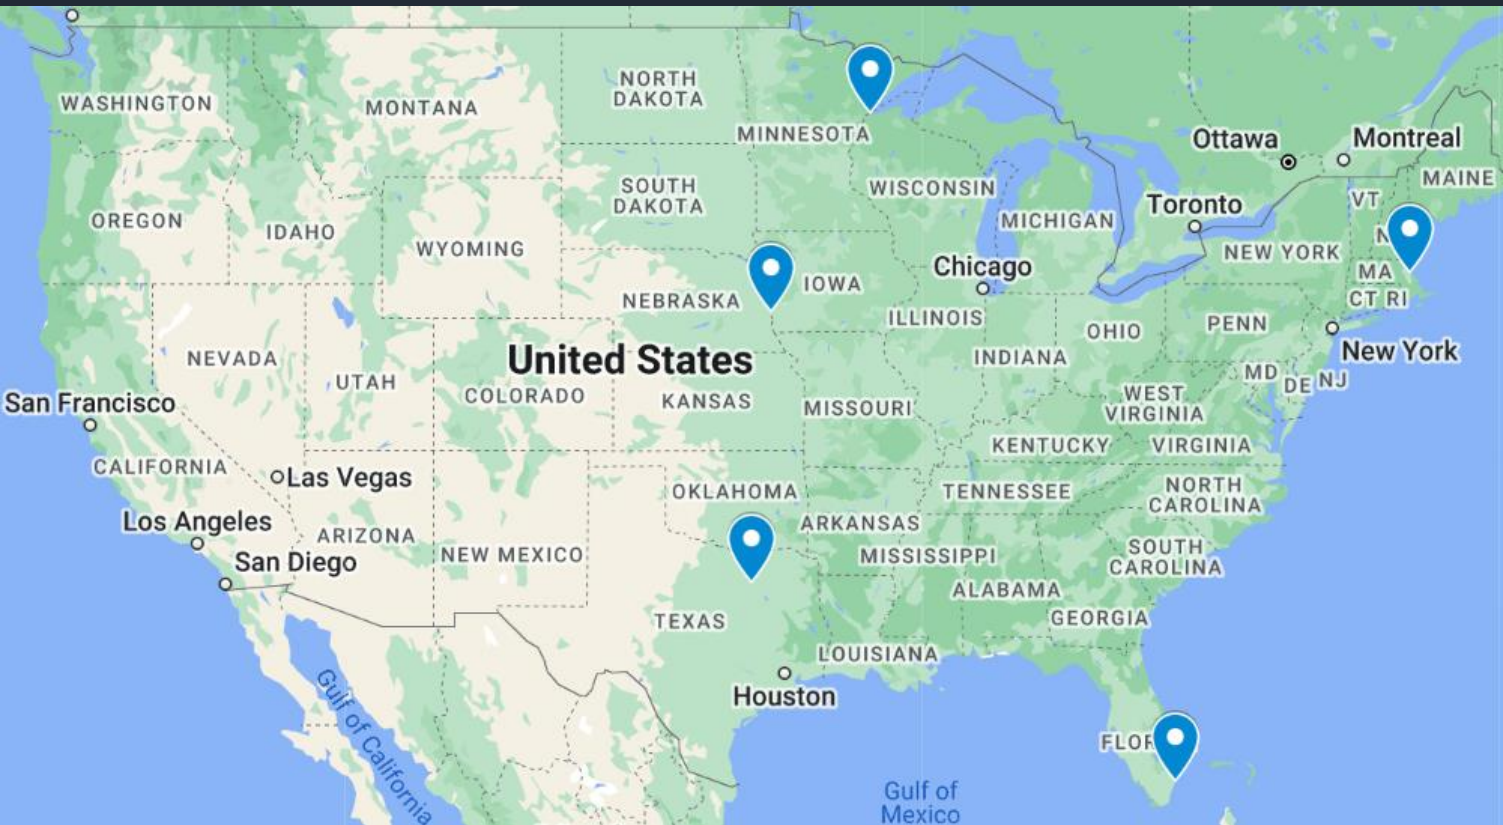 NORTH
DAKOTA
WASHINGTON
MONTANA
MINNESOTA
Ottawa
Montreal
MAINE
VT
SOUTH
DAKOTA
WISCONSIN
MICHIGAN
Toronto
OREGON
IDAHO
WYOMING
NEW YORK
Chicago
IOWA
MA
NEBRASKA
CT RI
ILLINOIS
PENN
OHIO
New York
United States
NEVADA
INDIANA
UTAH
COLORADO
MD
DE
NJ
KANSAS
San Francisco
MISSOURI
WEST
VIRGINIA
KENTUCKY
VIRGINIA
CALIFORNIA
Las Vegas
OKLAHOMA
TENNESSEE
NORTH
CAROLINA
Los Angeles
ARIZONA
ARKANSAS
San Diego
NEW MEXICO
MISSISSIPPI
SOUTH
CAROLINA
ALABAMA
TEXAS
GEORGIA
LOUISIANA
Houston
Gulf of California
Gulf of
Mexico